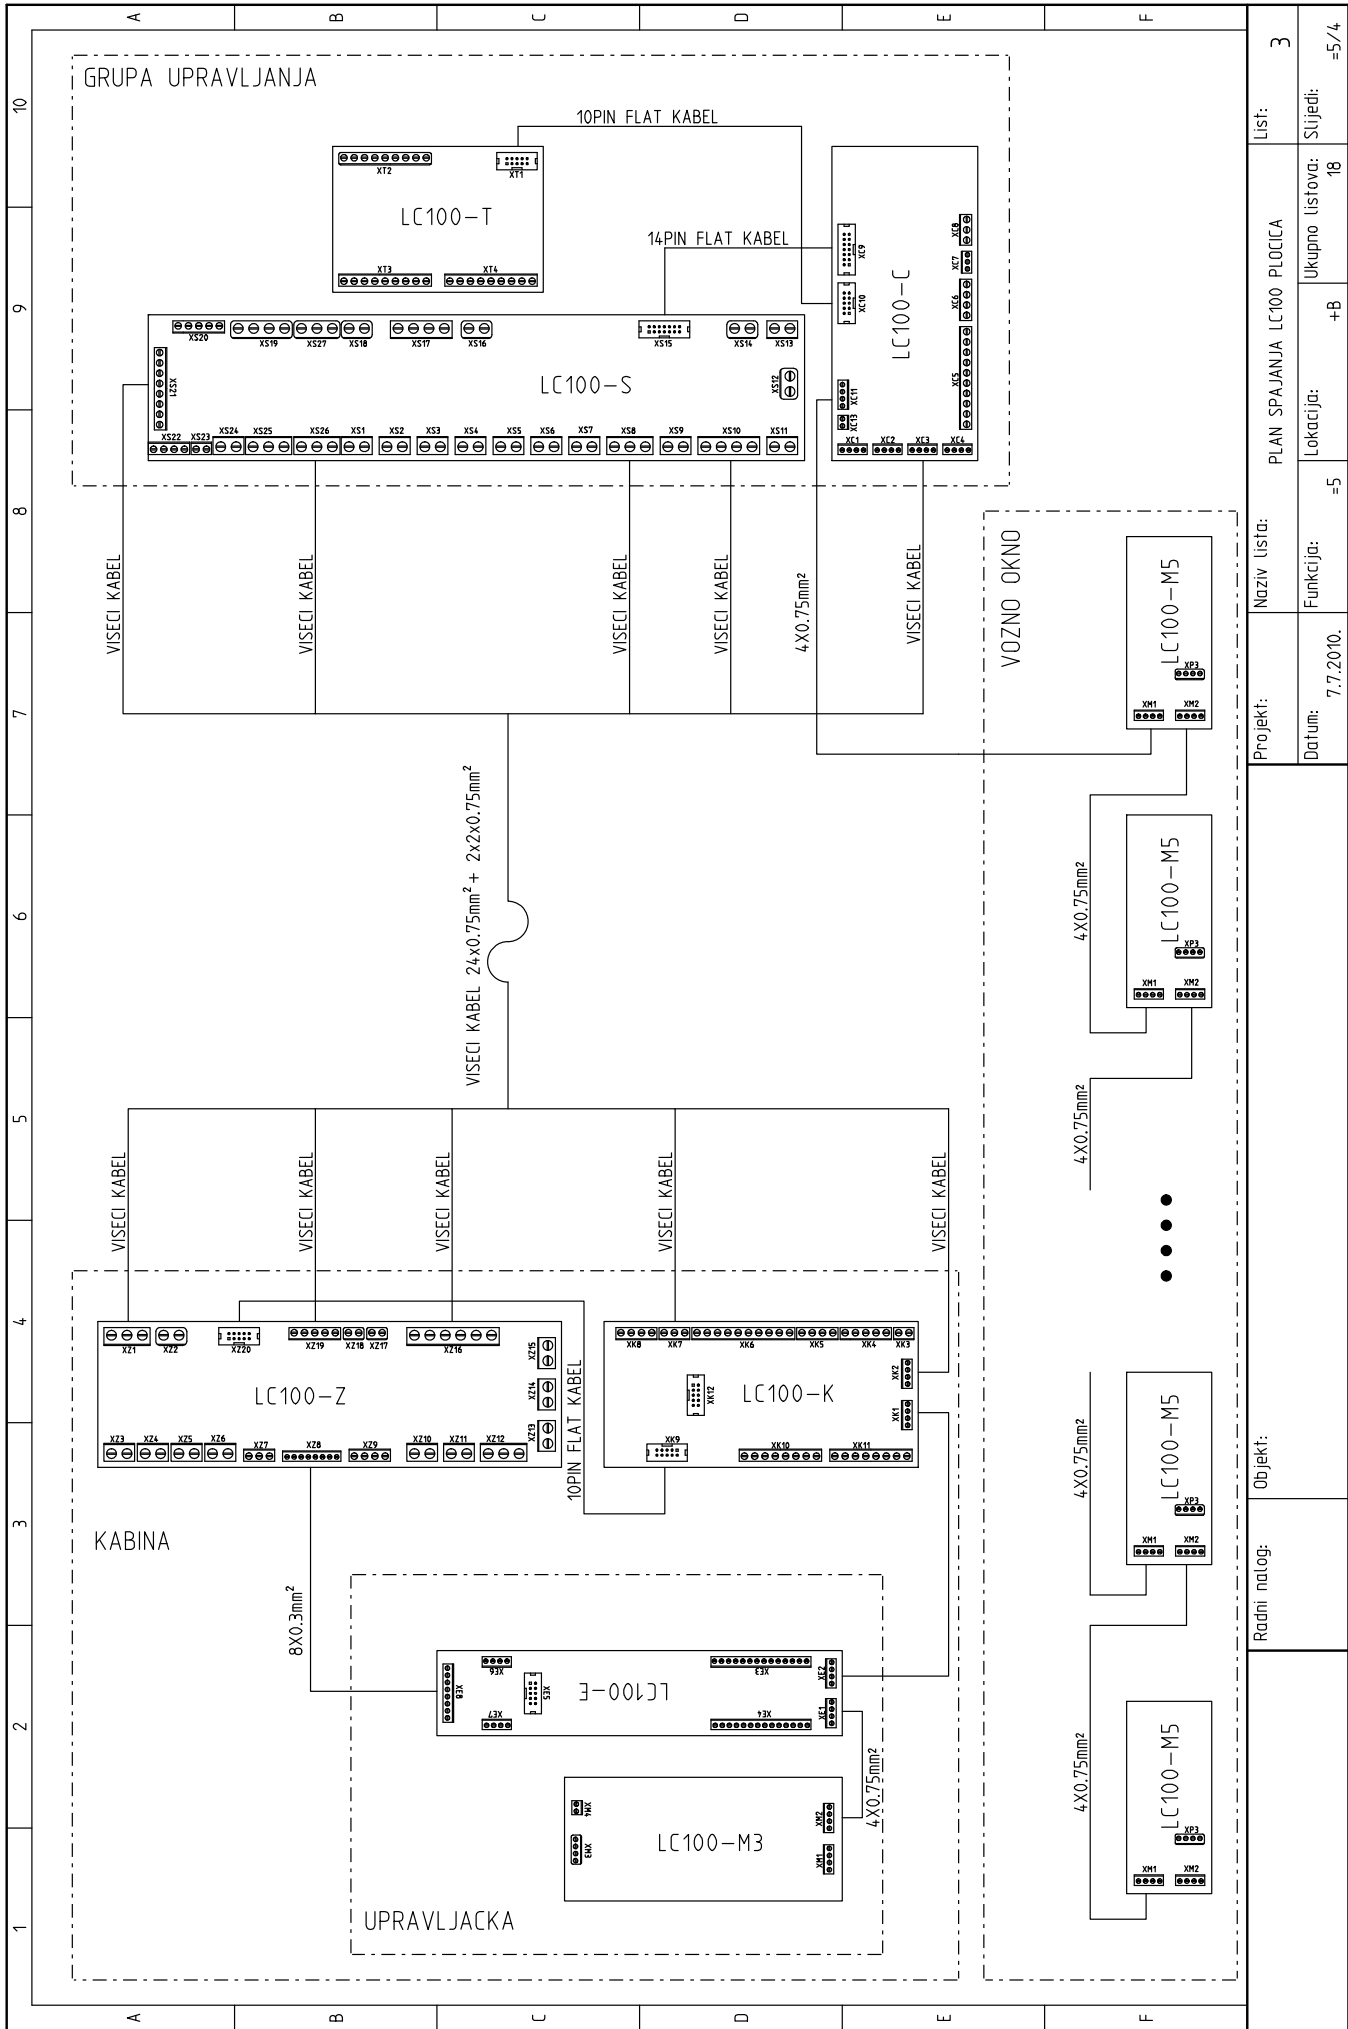 A
B
C
D
E
F
10
9
8
7
6
5
4
3
2
1
GRUPA UPRAVLJANJA
10PIN FLAT KABEL
XT2
XT1
LC100-T
XT3
XT4
14PIN FLAT KABEL
XC9
XC10
XC8
XC7
XC6
XC5
LC100-C
XC11
XC13
XC1
XC2
XC3
XC4
XS20
XS19
XS27
XS18
XS17
XS16
XS15
XS14
XS13
XS21
LC100-S
XS12
XS22
XS23
XS24
XS25
XS26
XS1
XS2
XS3
XS4
XS5
XS6
XS7
XS8
XS9
XS10
XS11
VISECI KABEL
VISECI KABEL
VISECI KABEL
VISECI KABEL
4X0.75mm²
VISECI KABEL
VOZNO OKNO
LC100-M5
XP3
XM1
XM2
VISECI KABEL 24x0.75mm² + 2x2x0.75mm²
4X0.75mm²
LC100-M5
XP3
XM1
XM2
4X0.75mm²
VISECI KABEL
VISECI KABEL
VISECI KABEL
VISECI KABEL
VISECI KABEL
XZ1
XZ2
XZ20
XZ19
XZ18
XZ17
XZ16
XZ15
XZ14
XZ13
LC100-Z
XZ3
XZ4
XZ5
XZ6
XZ7
XZ8
XZ9
XZ10
XZ11
XZ12
10PIN FLAT KABEL
XK8
XK7
XK6
XK5
XK4
XK3
XK12
LC100-K
XK2
XK1
XK9
XK10
XK11
KABINA
8X0.3mm²
4X0.75mm²
LC100-M5
XP3
XM1
XM2
XE8
XE6
XE7
XE5
LC100-E
XE3
XE4
XE2
XE1
4X0.75mm²
XM4
XM3
LC100-M3
XM2
XM1
UPRAVLJACKA
4X0.75mm²
LC100-M5
XP3
XM1
XM2
A
B
C
D
E
F
Radni nalog:
Objekt:
Projekt:
Datum:
7.7.2010.
Naziv lista:
PLAN SPAJANJA LC100 PLOCICA
Funkcija:
=5
Lokacija:
+B
Ukupno listova:
18
List:
3
Slijedi:
=5/4